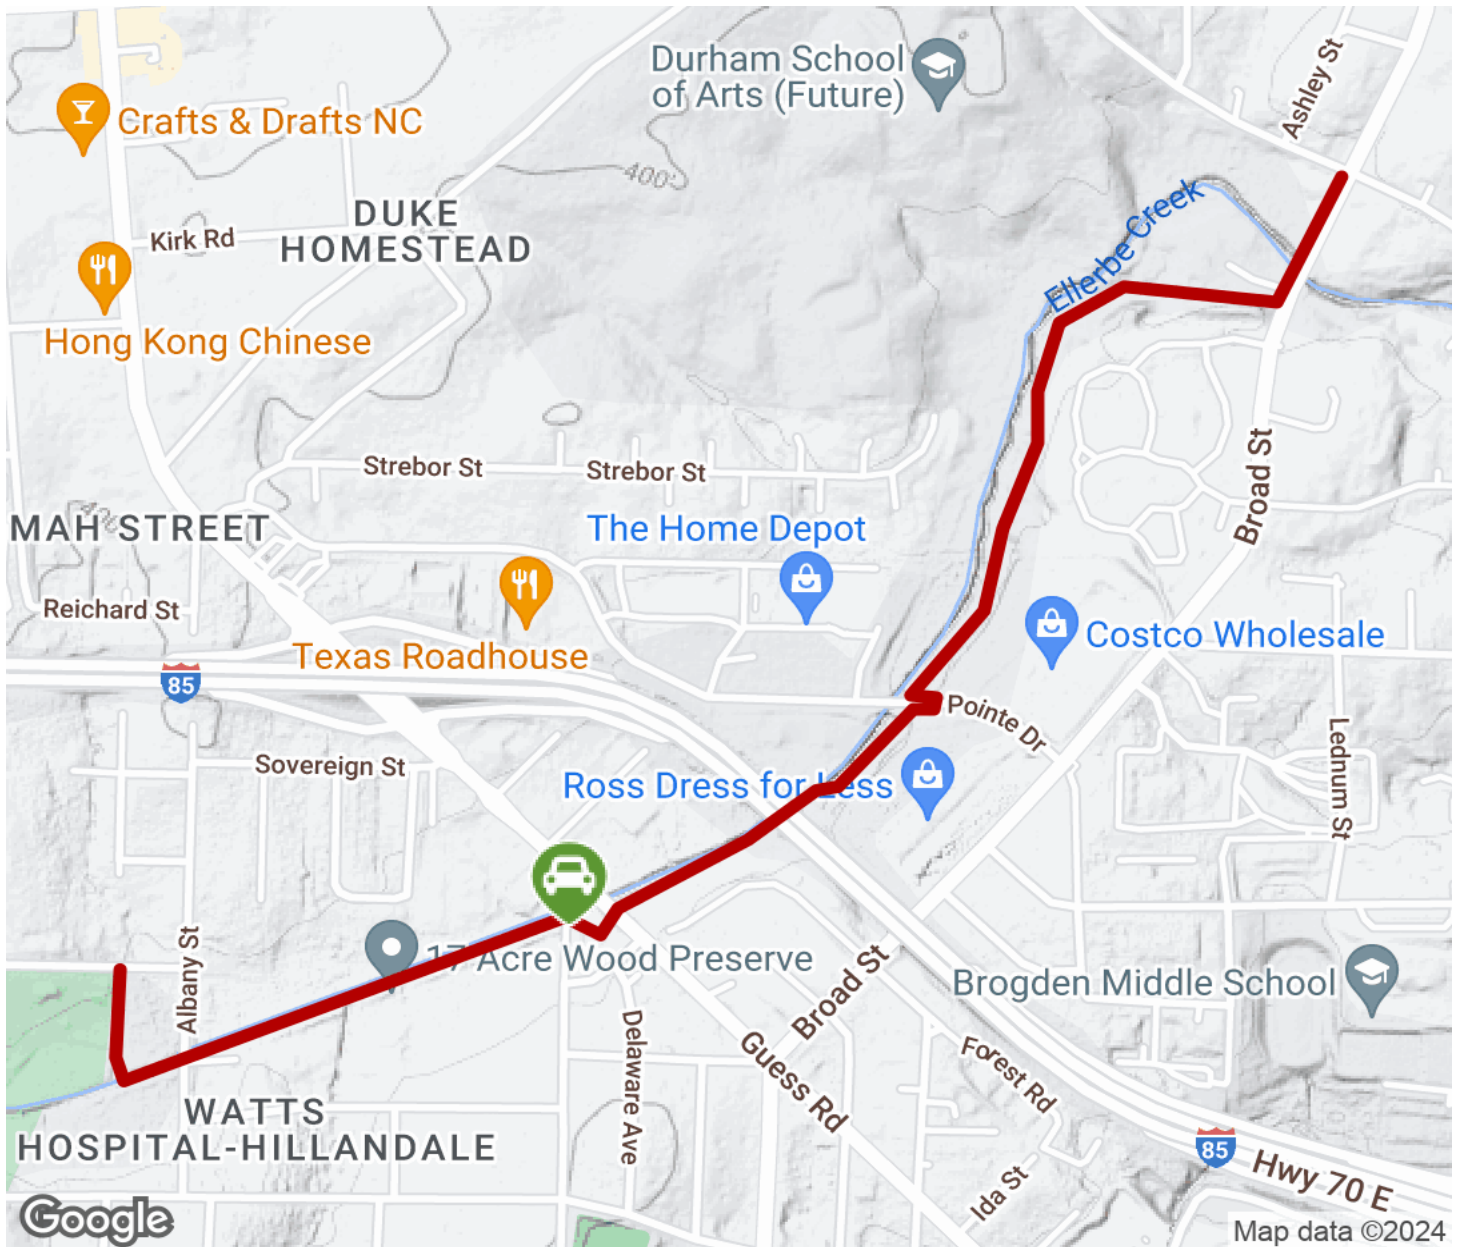 Durham School
of Arts (Future)
Ashley St
Crafts & Drafts NC
400
DUKE
HOMESTEAD
Kirk Rd
Ellerbe Creek
Hong Kong Chinese
Strebor St
Strebor St
Broad St
MAH STREET
The Home Depot
Reichard St
Texas Roadhouse
Costco Wholesale
85
Pointe Dr
Sovereign St
Lednum St
Ross Dress for Less
17 Acre Wood Preserve
Albany St
Broad St
Brogden Middle School
Delaware Ave
Guess Rd
Forest Rd
WATTS
HOSPITAL-HILLANDALE
85
Hwy 70 E
Ida St
Google
Map data ©2024